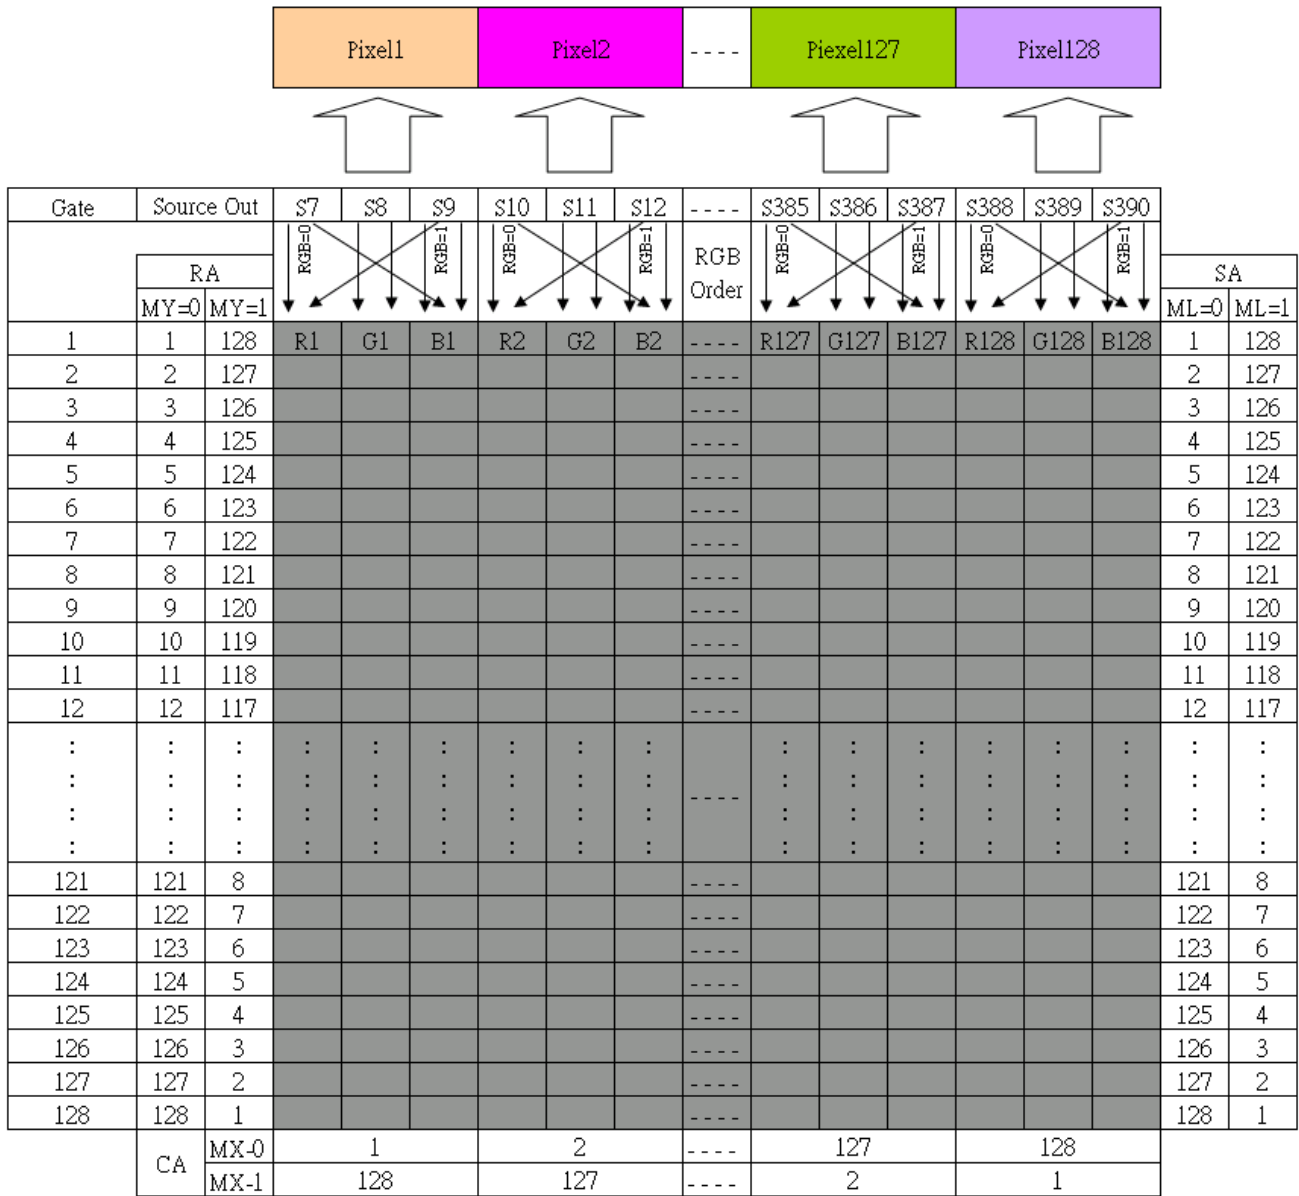 Pixel1 Pixel2 - - - - Piexel127 Pixel128
Gate Source Out S7 S8 S9 S10 S11 S12 - - - - S385 S386 S387 S388 S389 S390
RGB=0 RGB=1 RGB=0 RGB=1 RGB=0 RGB=1 RGB=0 RGB=1
RA RGB SA
Order
MY=0 MY=1 ML=0 ML=1
1 1 128 R1 G1 B1 R2 G2 B2 - - - - R127 G127 B127 R128 G128 B128 1 128
2 2 127 - - - - 2 127
3 3 126 - - - - 3 126
4 4 125 - - - - 4 125
5 5 124 - - - - 5 124
6 6 123 - - - - 6 123
7 7 122 - - - - 7 122
8 8 121 - - - - 8 121
9 9 120 - - - - 9 120
10 10 119 - - - - 10 119
11 11 118 - - - - 11 118
12 12 117 - - - - 12 117
: : : : : : : : : : : : : : : : :
: : : : : : : : : : : : : : : : :
- - - -
: : : : : : : : : : : : : : : : :
: : : : : : : : : : : : : : : : :
121 121 8 - - - - 121 8
122 122 7 - - - - 122 7
123 123 6 - - - - 123 6
124 124 5 - - - - 124 5
125 125 4 - - - - 125 4
126 126 3 - - - - 126 3
127 127 2 - - - - 127 2
128 128 1 - - - - 128 1
CA MX-0 1 2 - - - - 127 128
MX-1 128 127 - - - - 2 1